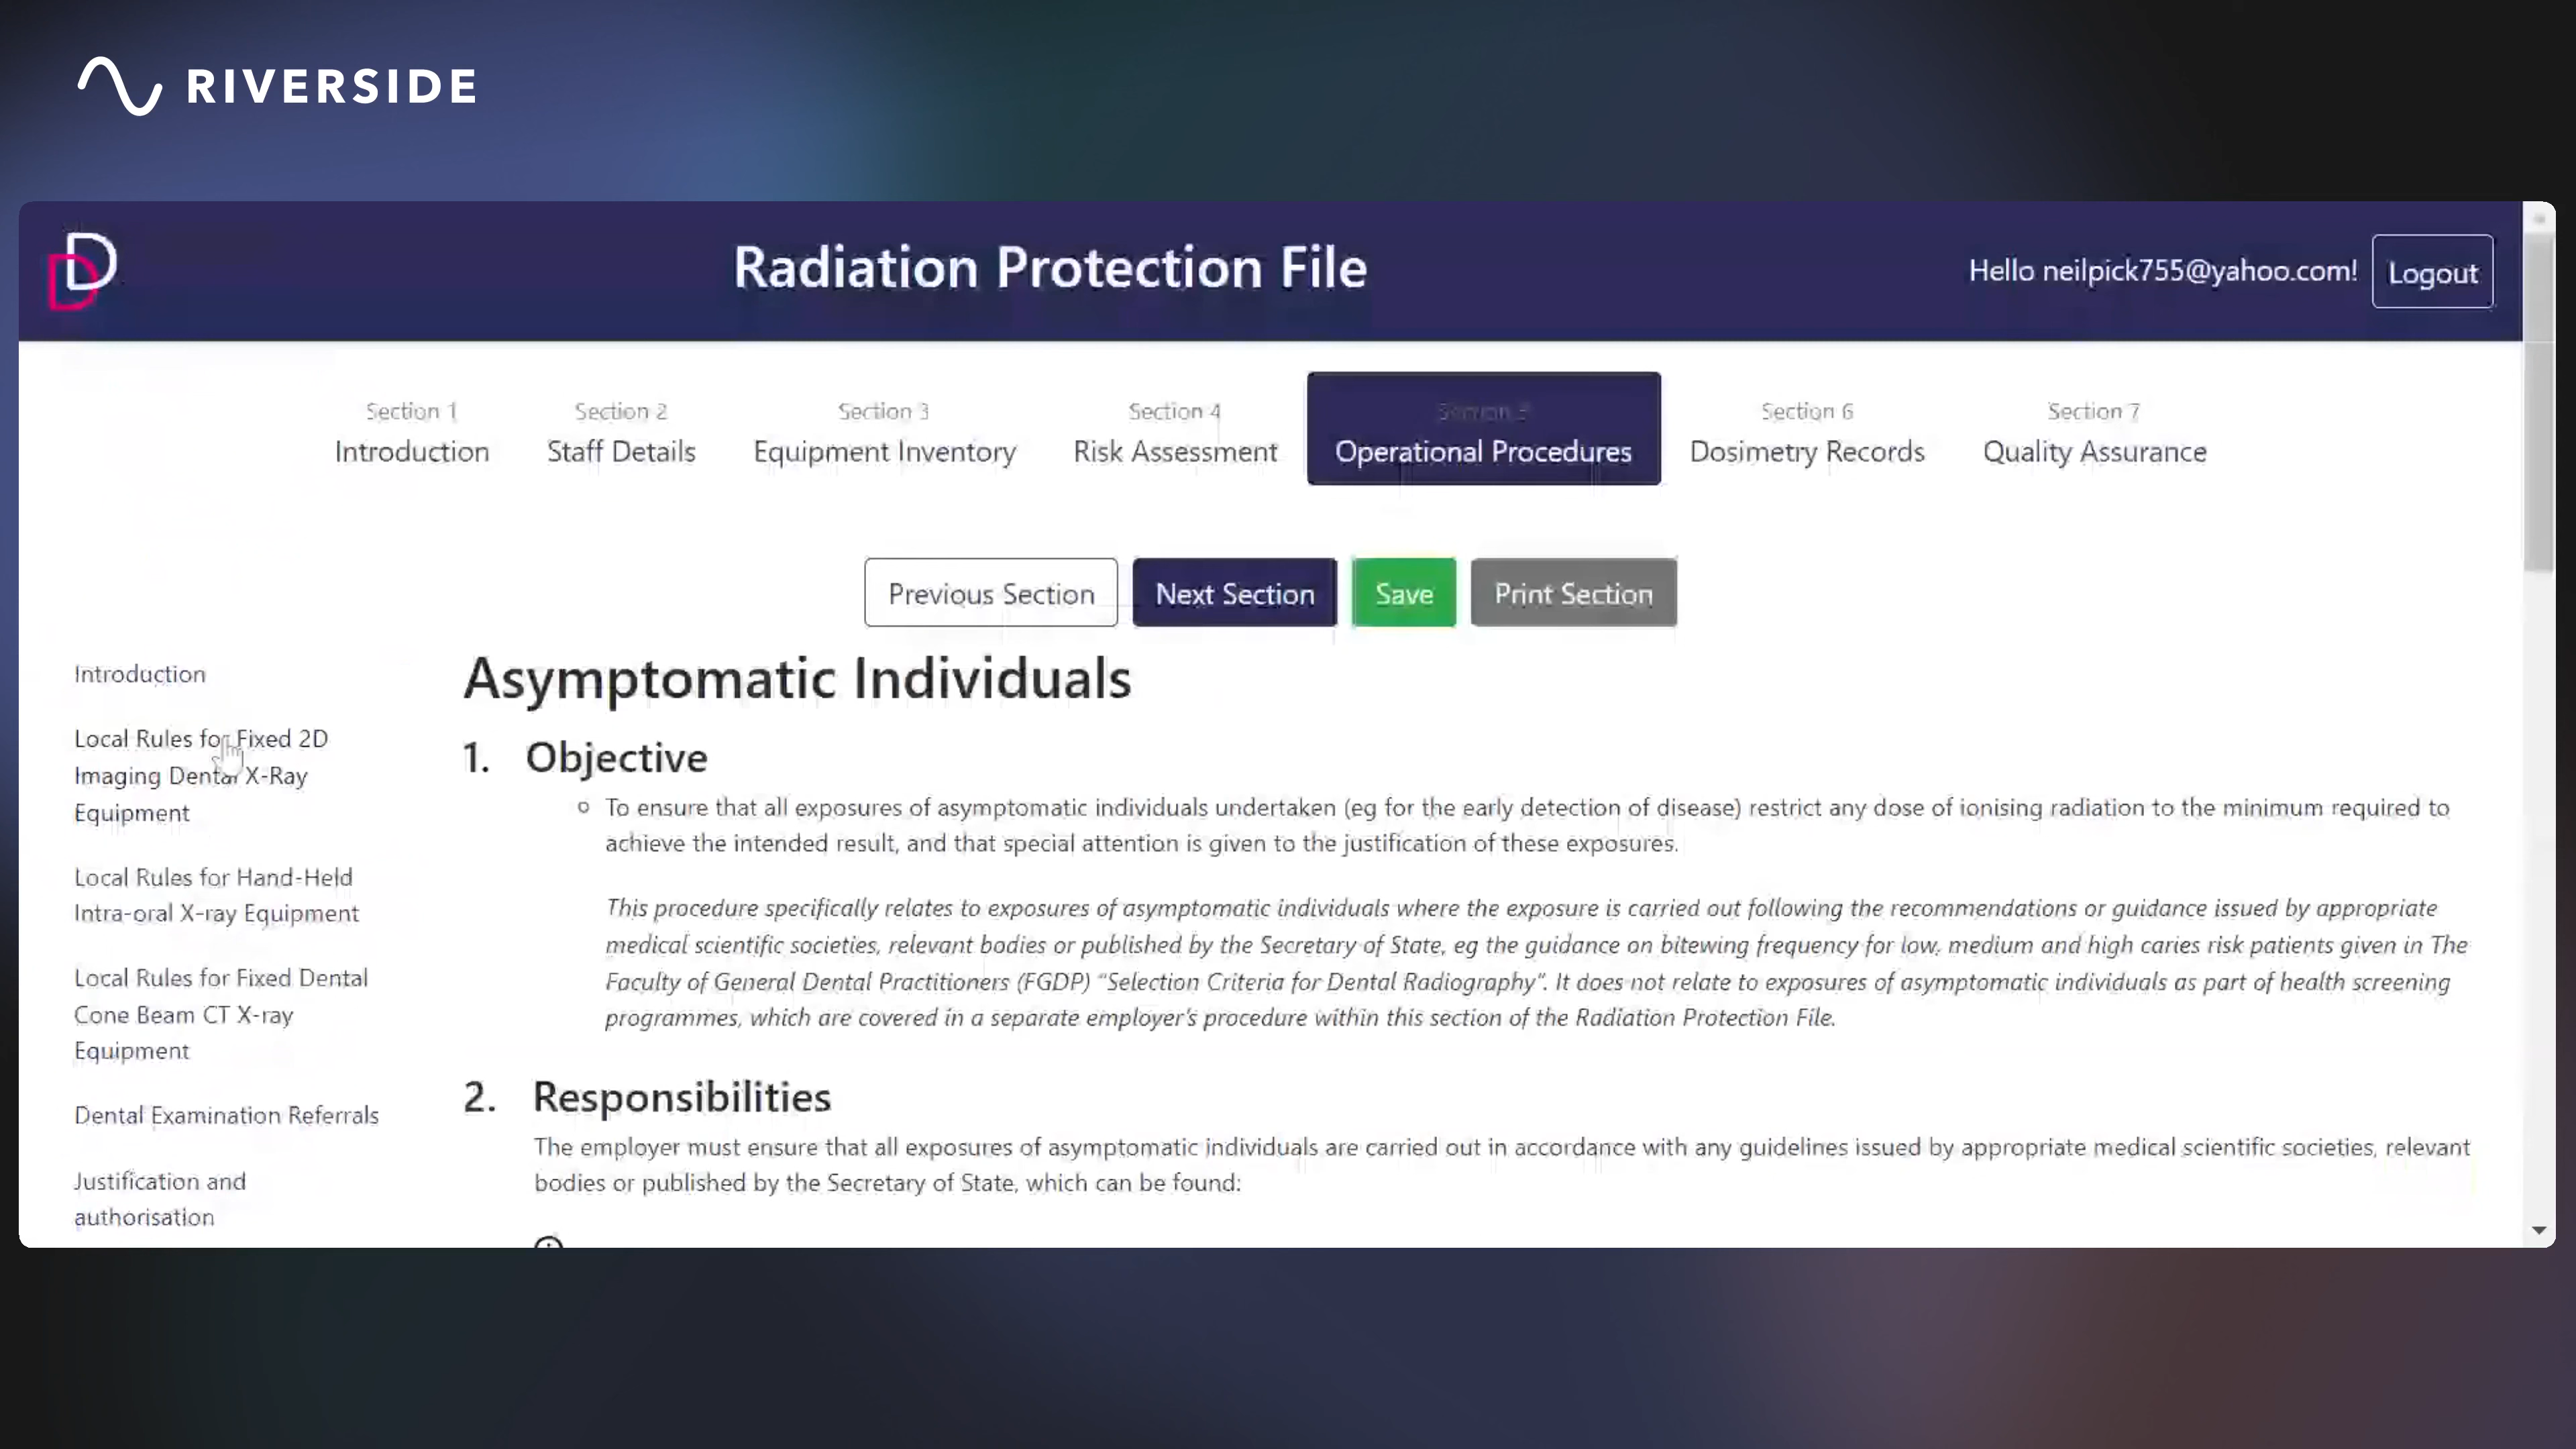 RIVERSIDE
D
D
Radiation Protection File
Hello neilpick755@yahoo.com!
Logout
Section 1
Introduction
Section 2
Staff Details
Section 3
Equipment Inventory
Section 4
Risk Assessment
Section 5
Operational Procedures
Section 6
Dosimetry Records
Section 7
Quality Assurance
Previous Section
Next Section
Save
Print Section
Introduction
Local Rules for Fixed 2D
Imaging Dental X-Ray
Equipment
Local Rules for Hand-Held
Intra-oral X-ray Equipment
Local Rules for Fixed Dental
Cone Beam CT X-ray
Equipment
Dental Examination Referrals
Justification and
authorisation
Asymptomatic Individuals
1. Objective
To ensure that all exposures of asymptomatic individuals undertaken (eg for the early detection of disease) restrict any dose of ionising radiation to the minimum required to
achieve the intended result, and that special attention is given to the justification of these exposures.
This procedure specifically relates to exposures of asymptomatic individuals where the exposure is carried out following the recommendations or guidance issued by appropriate
medical scientific societies, relevant bodies or published by the Secretary of State, eg the guidance on bitewing frequency for low, medium and high caries risk patients given in The
Faculty of General Dental Practitioners (FGDP) “Selection Criteria for Dental Radiography”. It does not relate to exposures of asymptomatic individuals as part of health screening
programmes, which are covered in a separate employer's procedure within this section of the Radiation Protection File.
2. Responsibilities
The employer must ensure that all exposures of asymptomatic individuals are carried out in accordance with any guidelines issued by appropriate medical scientific societies, relevant
bodies or published by the Secretary of State, which can be found: